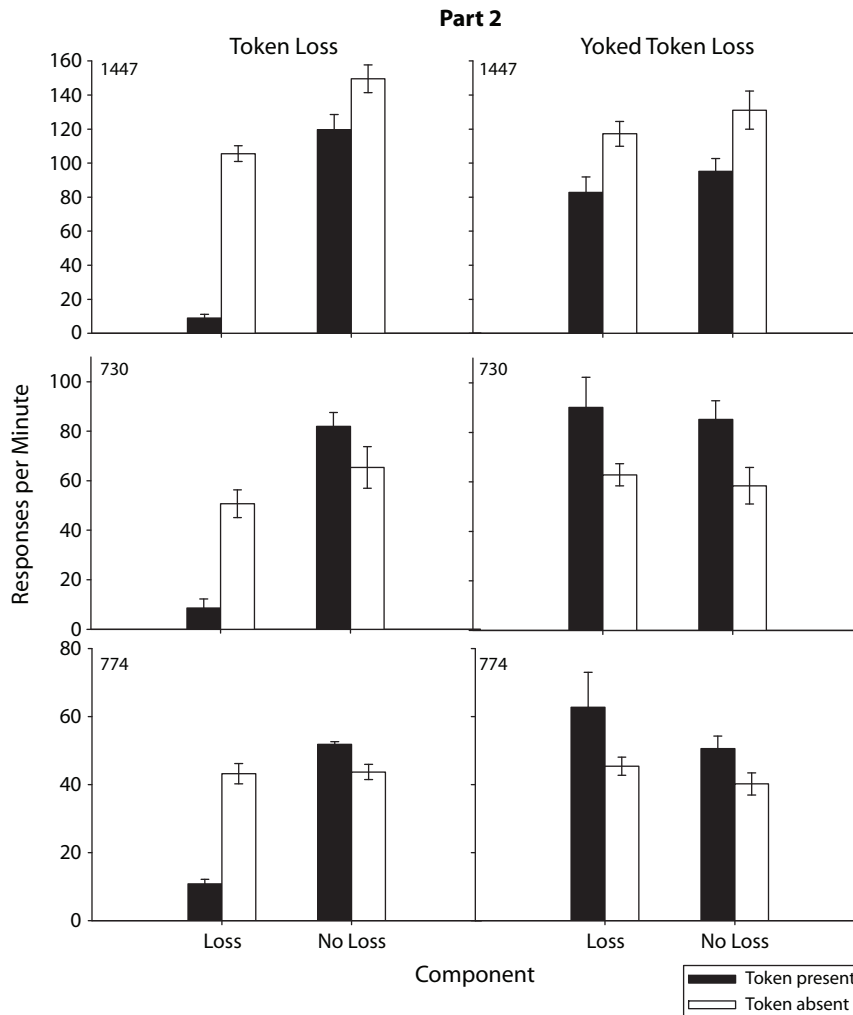 Part 2
Token Loss
Yoked Token Loss
160
140
120
100
80
60
40
20
0
1447
1447
100
80
60
40
20
0
730
730
80
60
40
20
0
774
774
Responses per Minute
Loss
No Loss
Loss
No Loss
Component
Token present
Token absent